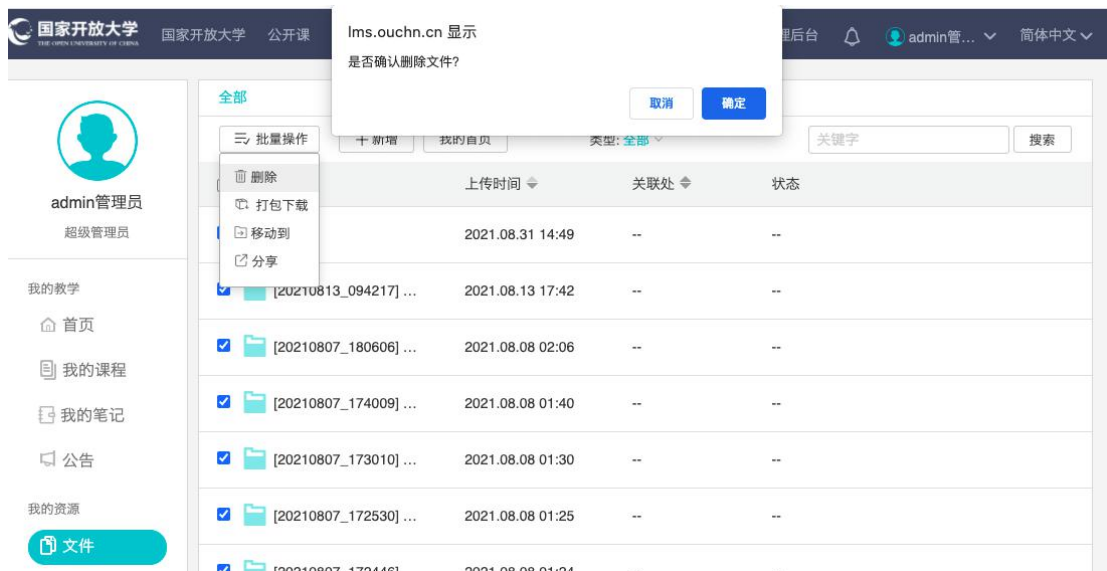 国家开放大学
THE OPEN UNIVERSITY OF CHINA
国家开放大学 公开课
理后台 admin管... 简体中文
lms.ouchn.cn 显示
是否确认删除文件?
取消 确定
全部
批量操作 新增 我的首页 类型: 全部 关键字 搜索
删除
打包下载
移动到
分享
上传时间 关联处 状态
admin管理员
超级管理员
2021.08.31 14:49 -- --
[20210813_094217] ... 2021.08.13 17:42 -- --
[20210807_180606] ... 2021.08.08 02:06 -- --
[20210807_174009] ... 2021.08.08 01:40 -- --
[20210807_173010] ... 2021.08.08 01:30 -- --
[20210807_172530] ... 2021.08.08 01:25 -- --
我的教学
首页
我的课程
我的笔记
公告
我的资源
文件